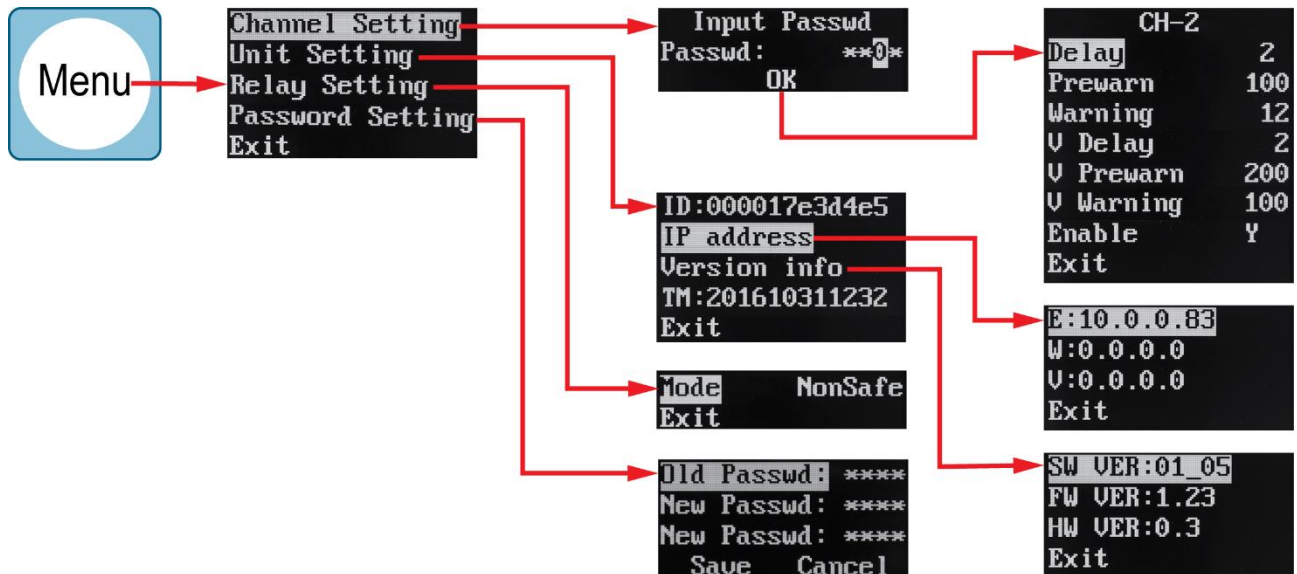 Menu
Channel Setting
Unit Setting
Relay Setting
Password Setting
Exit
Input Passwd
Passwd: **0*
OK
CH-2
Delay 2
Prewarn 100
Warning 12
V Delay 2
V Prewarn 200
V Warning 100
Enable Y
Exit
ID:000017e3d4e5
IP address
Version info
TM:201610311232
Exit
E:10.0.0.83
W:0.0.0.0
V:0.0.0.0
Exit
Mode NonSafe
Exit
Old Passwd: ****
New Passwd: ****
New Passwd: ****
Save Cancel
SW VER:01_05
FW VER:1.23
HW VER:0.3
Exit